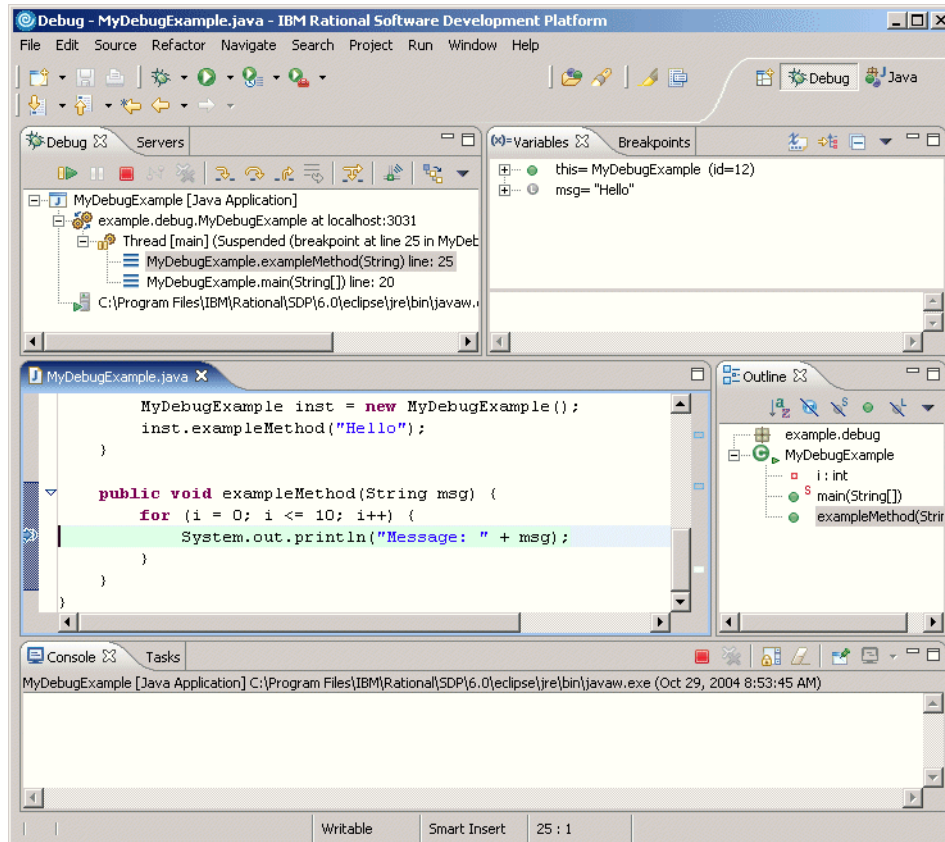 Debug - MyDebugExample.java - IBM Rational Software Development Platform
File Edit Source Refactor Navigate Search Project Run Window Help
Debug Java
Debug Servers
MyDebugExample [Java Application]
example.debug.MyDebugExample at localhost:3031
Thread [main] (Suspended (breakpoint at line 25 in MyDeb
MyDebugExample.exampleMethod(String) line: 25
MyDebugExample.main(String[]) line: 20
C:\Program Files\IBM\Rational\SDP\6.0\eclipse\jre\bin\javaw.
(x)= Variables Breakpoints
this= MyDebugExample (id=12)
msg= "Hello"
MyDebugExample.java
MyDebugExample inst = new MyDebugExample();
inst.exampleMethod("Hello");
}
public void exampleMethod(String msg) {
for (i = 0; i <= 10; i++) {
System.out.println("Message: " + msg);
}
}
}
Outline
example.debug
MyDebugExample
i : int
main(String[])
exampleMethod(Strin
Console Tasks
MyDebugExample [Java Application] C:\Program Files\IBM\Rational\SDP\6.0\eclipse\jre\bin\javaw.exe (Oct 29, 2004 8:53:45 AM)
Writable Smart Insert 25 : 1